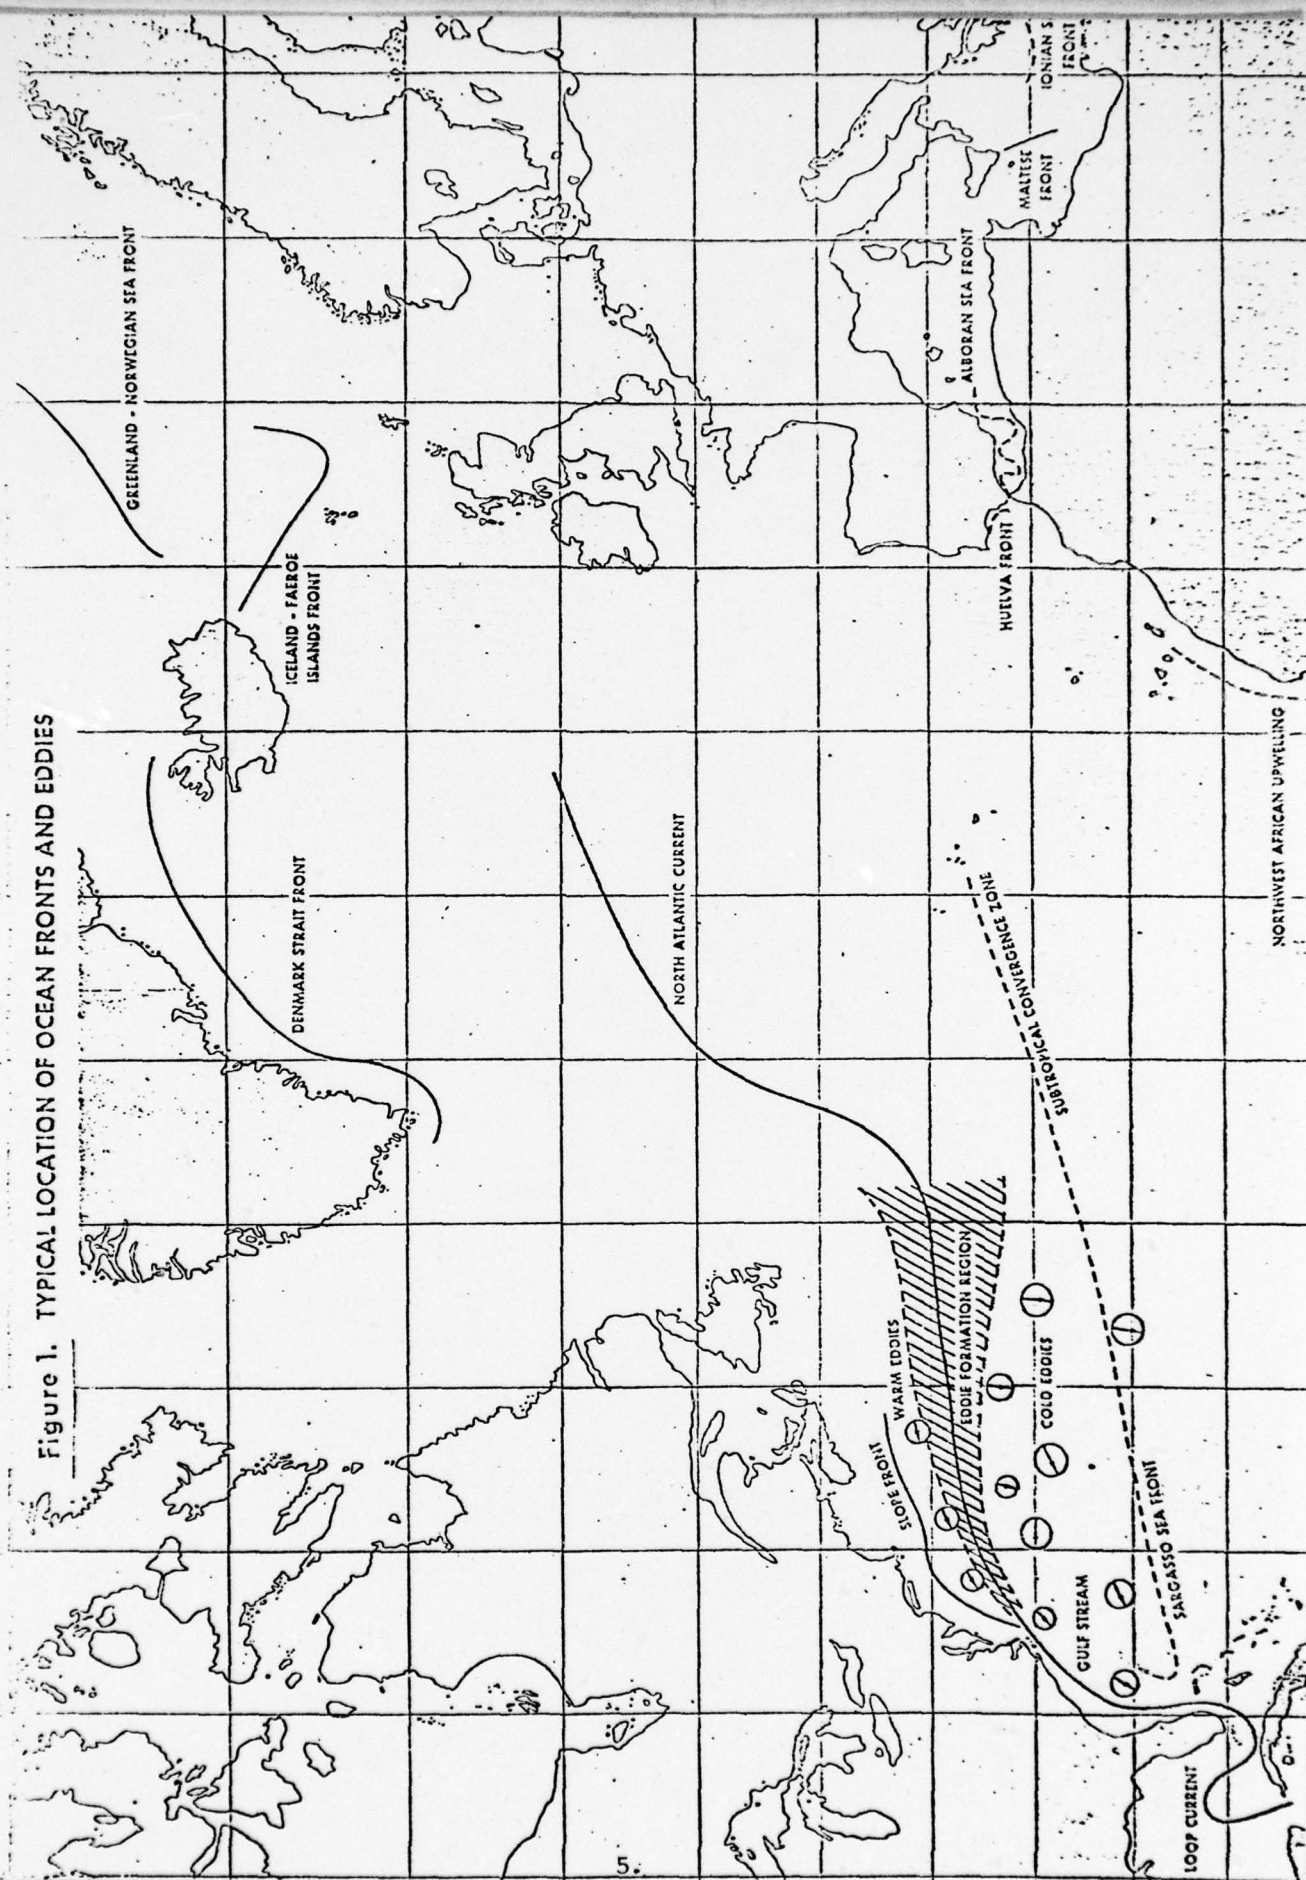 Figure 1. TYPICAL LOCATION OF OCEAN FRONTS AND EDDIES
GREENLAND - NORWEGIAN SEA FRONT
ICELAND - FAEROE
ISLANDS FRONT
DENMARK STRAIT FRONT
NORTH ATLANTIC CURRENT
IONIAN S
FRONT
MALTESE
FRONT
ALBORAN SEA FRONT
HUELVA FRONT
SUBTROPICAL CONVERGENCE ZONE
NORTHWEST AFRICAN UPWELLING
WARM EDDIES
SLOPE FRONT
EDDIE FORMATION REGION
COLD EDDIES
GULF STREAM
SARGASSO SEA FRONT
LOOP CURRENT
5.